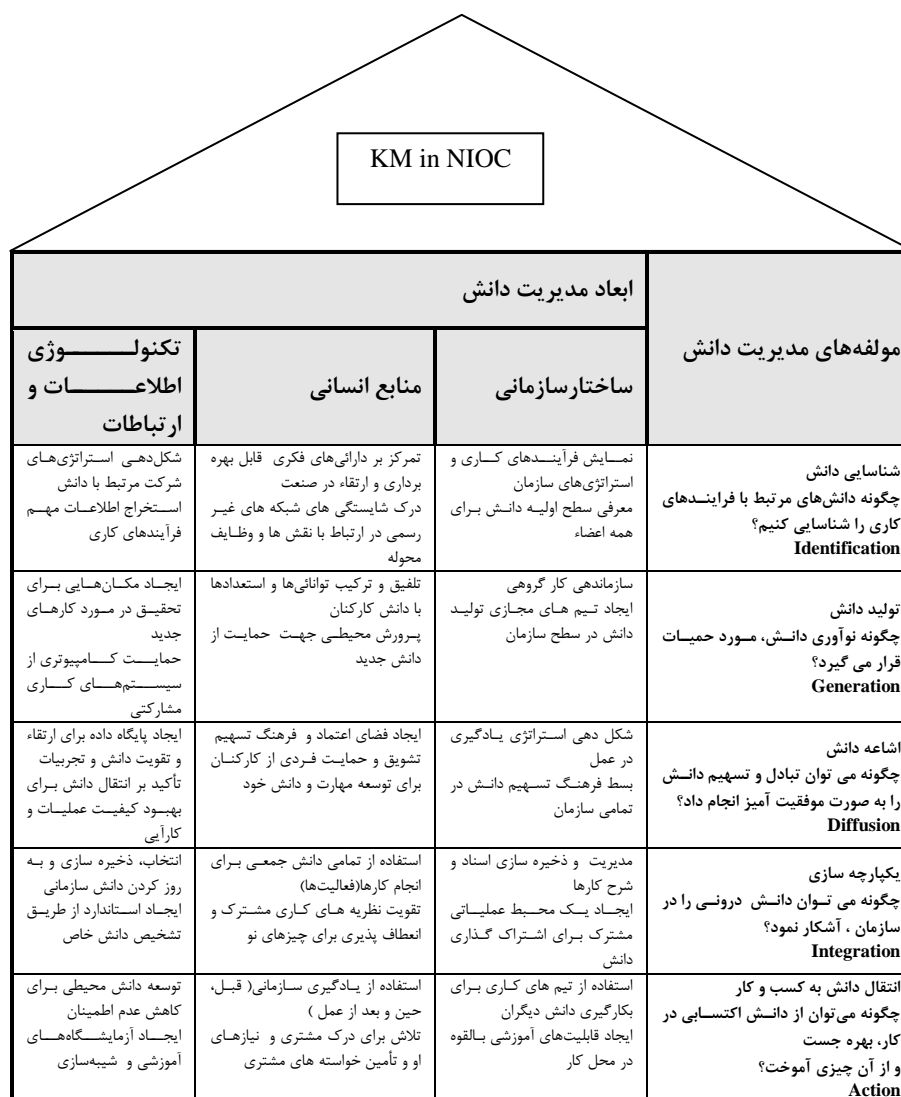 KM in NIOC
مولفه‌های مدیریت دانش
ابعاد مدیریت دانش
ساختارسازمانی
منابع انسانی
تکنولوژی
اطلاعات و
ارتباطات
شناسایی دانش
چگونه دانش‌های مرتبط با فرایندهای
کاری را شناسایی کنیم؟
Identification
نمایش فرآیندهای کاری و
استراتژی‌های سازمان
معرفی سطح اولیه دانش برای
همه اعضاء
تمرکز بر دارائی‌های فکری قابل بهره
برداری و ارتقاء در صنعت
درک شایستگی های شبکه های غیر
رسمی در ارتباط با نقش ها و وظایف
محوله
شکل‌دهی استراتژی‌های
شرکت مرتبط با دانش
استخراج اطلاعات مهم
فرآیندهای کاری
تولید دانش
چگونه نوآوری دانش، مورد حمیات
قرار می گیرد؟
Generation
سازماندهی کار گروهی
ایجاد تیم های مجازی تولید
دانش در سطح سازمان
تلفیق و ترکیب توانائی‌ها و استعدادها
با دانش کارکنان
پرورش محیطی جهت حمایت از
دانش جدید
ایجاد مکان‌هایی برای
تحقیق در مورد کارهای
جدید
حمایت کامپیوتری از
سیستم‌های کاری
مشارکتی
اشاعه دانش
چگونه می توان تبادل و تسهیم دانش
را به صورت موفقیت آمیز انجام داد؟
Diffusion
شکل دهی استراتژی یادگیری
در عمل
بسط فرهنگ تسهیم دانش در
تمامی سازمان
ایجاد فضای اعتماد و فرهنگ تسهیم
تشویق و حمایت فردی از کارکنان
برای توسعه مهارت و دانش خود
ایجاد پایگاه داده برای ارتقاء
و تقویت دانش و تجربیات
تأکید بر انتقال دانش برای
بهبود کیفیت عملیات و
کارآیی
یکپارچه سازی
چگونه می توان دانش درونی را در
سازمان ، آشکار نمود؟
Integration
مدیریت و ذخیره سازی اسناد و
شرح کارها
ایجاد یک محیط عملیاتی
مشترک برای اشتراک گذاری
دانش
استفاده از تمامی دانش جمعی برای
انجام کارها(فعالیت‌ها)
تقویت نظریه های کاری مشترک و
انعطاف پذیری برای چیزهای نو
انتخاب، ذخیره سازی و به
روز کردن دانش سازمانی
ایجاد استاندارد از طریق
تشخیص دانش خاص
انتقال دانش به کسب و کار
چگونه می‌توان از دانش اکتسابی در
کار، بهره جست
و از آن چیزی آموخت؟
Action
استفاده از تیم های کاری برای
بکارگیری دانش دیگران
ایجاد قابلیت‌های آموزشی بالقوه
در محل کار
استفاده از یادگیری سازمانی( قبل،
حین و بعد از عمل )
تلاش برای درک مشتری و نیازهای
او و تأمین خواسته های مشتری
توسعه دانش محیطی برای
کاهش عدم اطمینان
ایجاد آزمایشگاه‌های
آموزشی و شبیه‌سازی